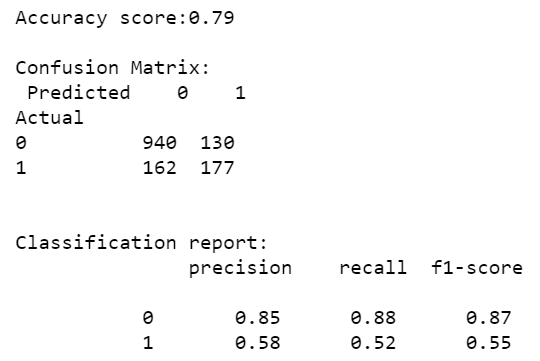 Accuracy score:0.79
Confusion Matrix:
Predicted 0 1
Actual
0 940 130
1 162 177
Classification report:
precision recall f1-score
0 0.85 0.88 0.87
1 0.58 0.52 0.55